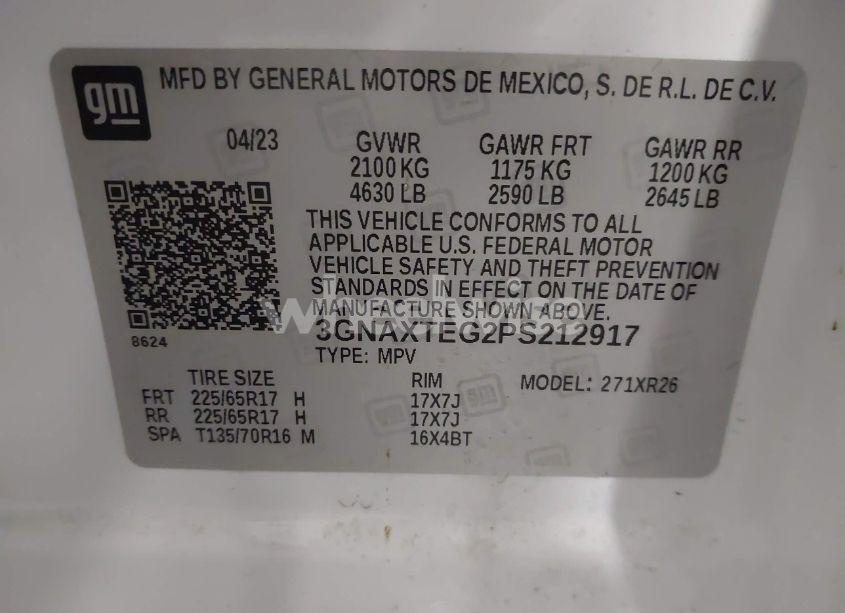 gm
MFD BY GENERAL MOTORS DE MEXICO, S. DE R.L. DE C.V.
04/23 GVWR GAWR FRT GAWR RR
2100 KG 1175 KG 1200 KG
4630 LB 2590 LB 2645 LB
THIS VEHICLE CONFORMS TO ALL
APPLICABLE U.S. FEDERAL MOTOR
VEHICLE SAFETY AND THEFT PREVENTION
STANDARDS IN EFFECT ON THE DATE OF
MANUFACTURE SHOWN ABOVE.
3GNAXTEG2PS212917
8624
TYPE: MPV
TIRE SIZE RIM MODEL: 271XR26
FRT 225/65R17 H 17X7J
RR 225/65R17 H 17X7J
SPA T135/70R16 M 16X4BT